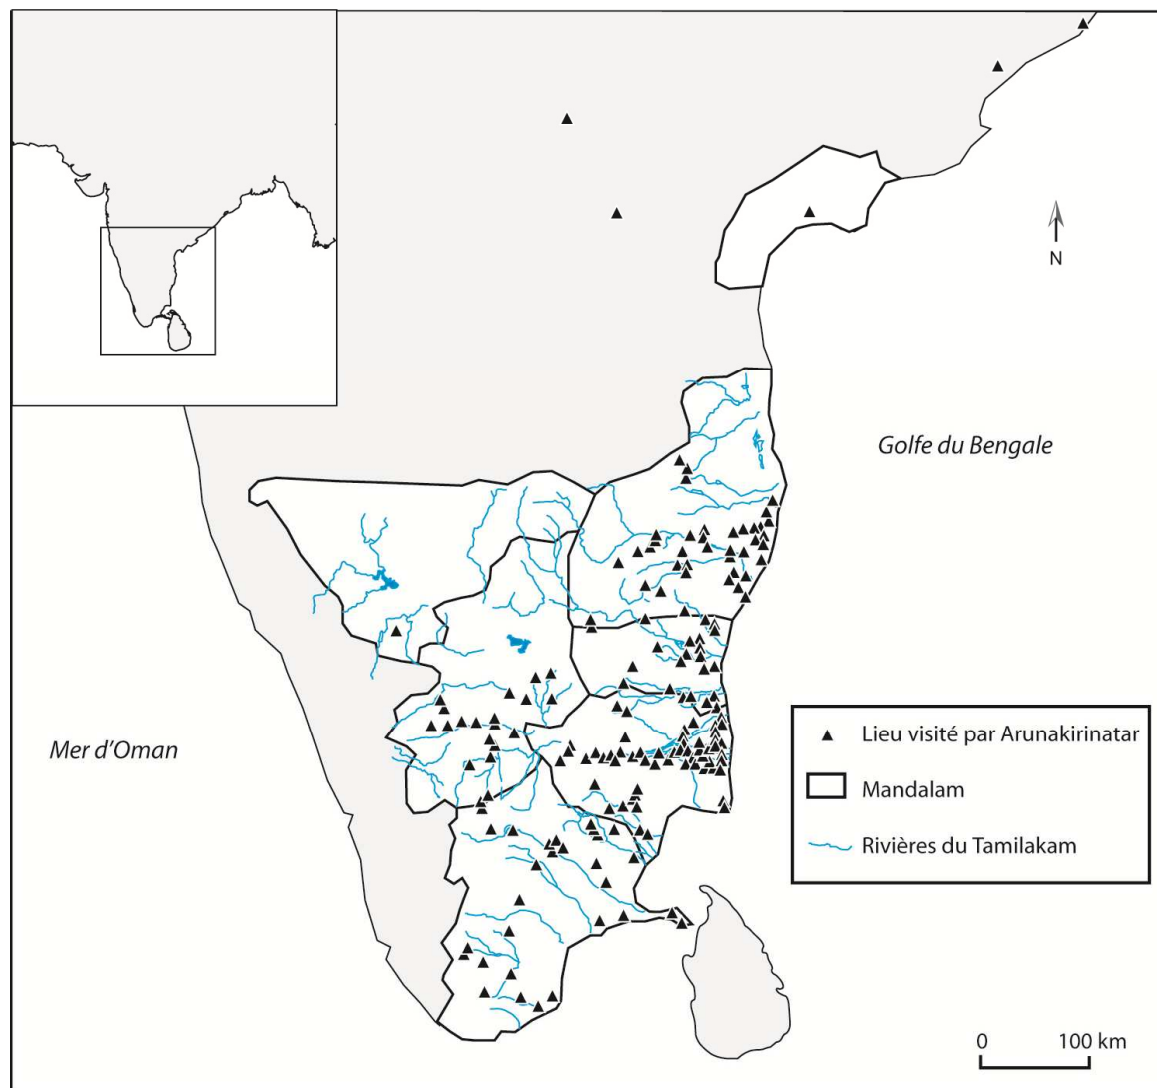 N
Golfe du Bengale
Mer d'Oman
Lieu visité par Arunakirinatar
Mandalam
Rivières du Tamilakam
0 100 km